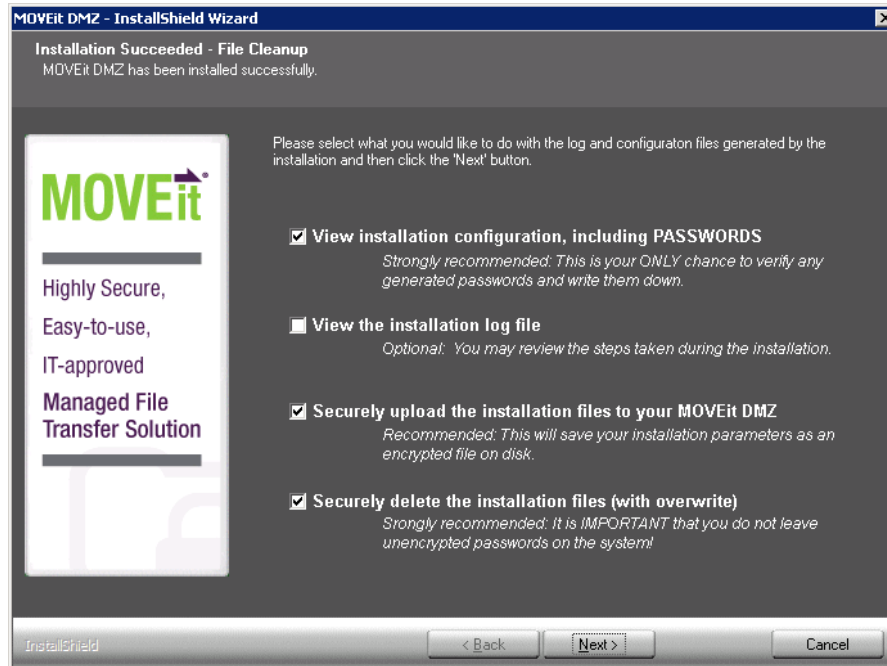 MOVEit DMZ - InstallShield Wizard
Installation Succeeded - File Cleanup
MOVEit DMZ has been installed successfully.
Please select what you would like to do with the log and configuraton files generated by the
installation and then click the 'Next' button.
MOVEit
Highly Secure,
Easy-to-use,
IT-approved
Managed File
Transfer Solution
View installation configuration, including PASSWORDS
Strongly recommended: This is your ONLY chance to verify any
generated passwords and write them down.
View the installation log file
Optional: You may review the steps taken during the installation.
Securely upload the installation files to your MOVEit DMZ
Recommended: This will save your installation parameters as an
encrypted file on disk.
Securely delete the installation files (with overwrite)
Srongly recommended: It is IMPORTANT that you do not leave
unencrypted passwords on the system!
InstallShield
< Back
Next >
Cancel